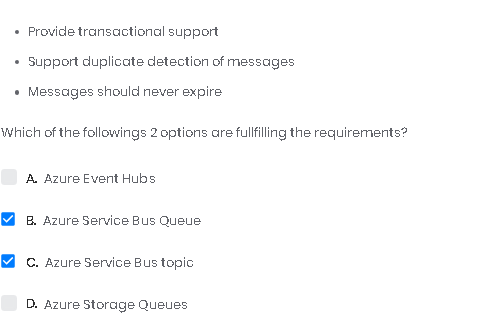 • Provide transactional support
• Support duplicate detection of messages
• Messages should never expire
Which of the followings 2 options are fullfilling the requirements?
A. Azure Event Hubs
B. Azure Service Bus Queue
C. Azure Service Bus topic
D. Azure Storage Queues